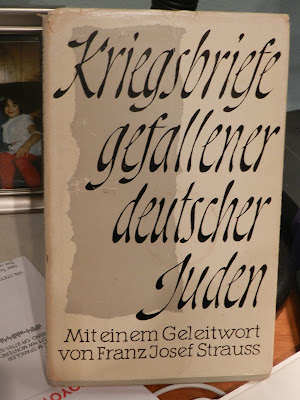 Kriegsbriefe
gefallener
deutscher
Juden
Mit einem Geleitwort
von Franz Josef Strauss